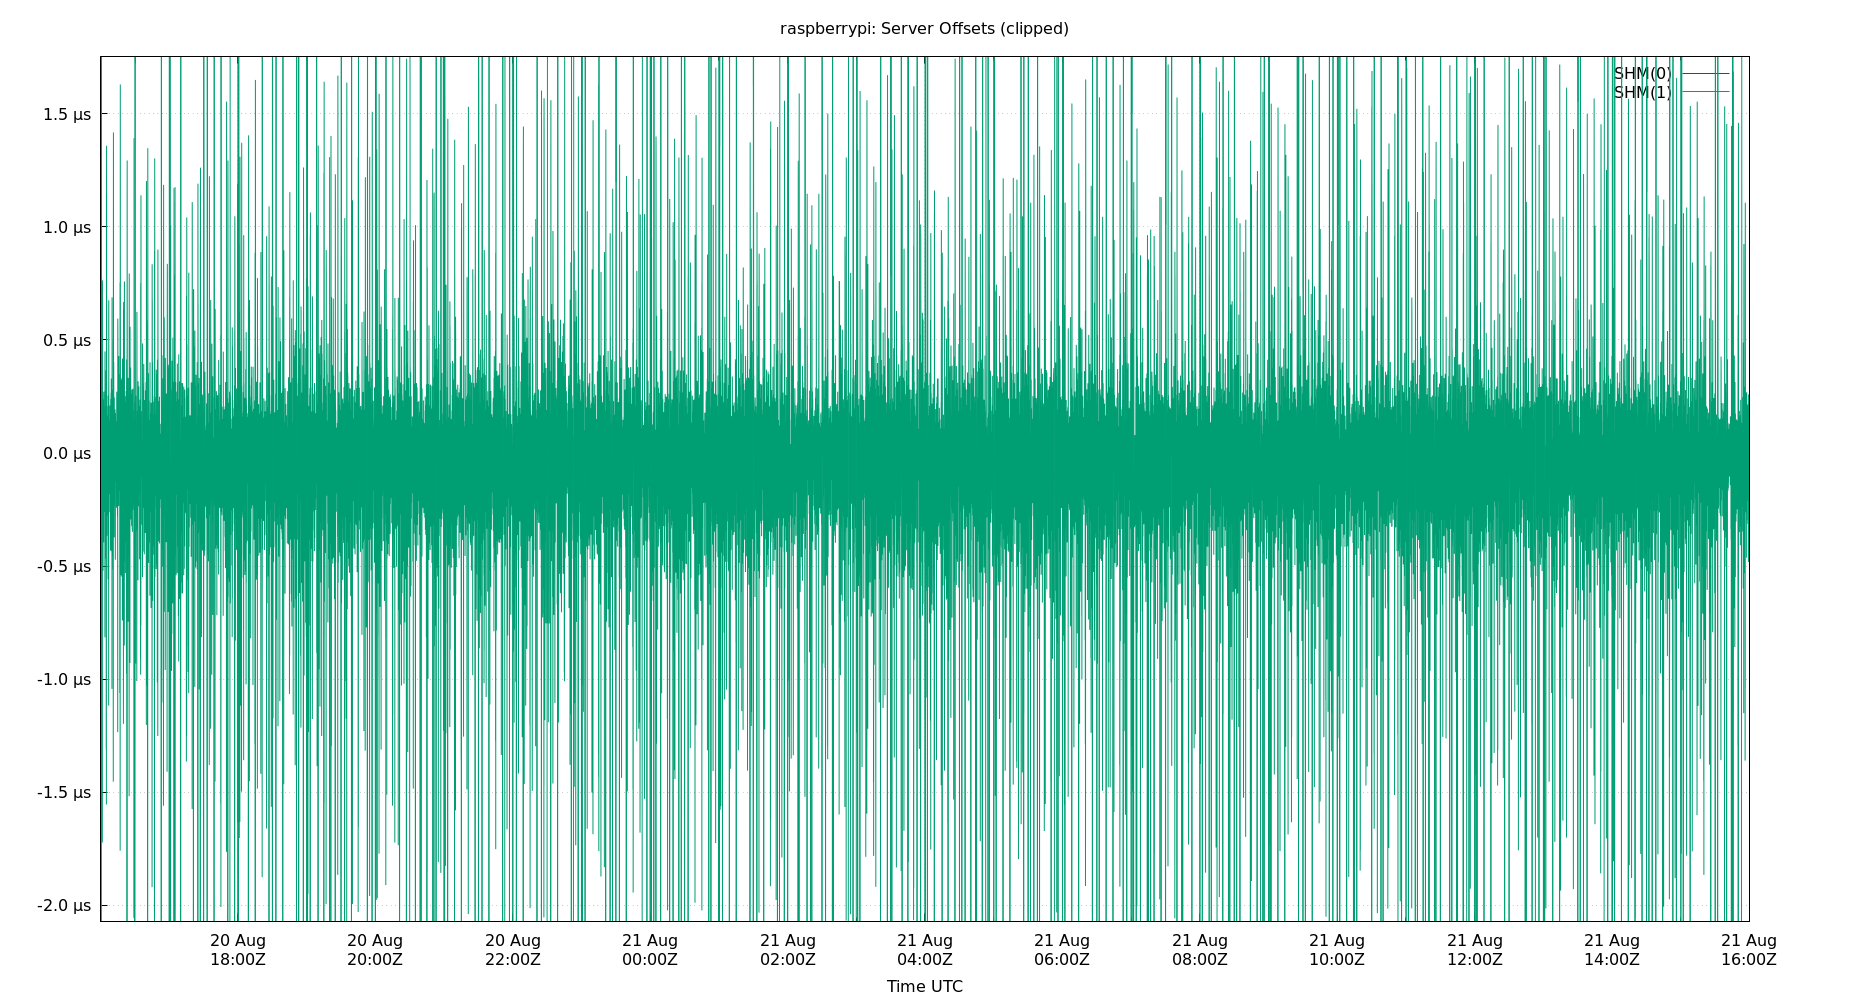 raspberrypi: Server Offsets (clipped)
SHM(0)
SHM(1)
1.5 µs
1.0 µs
0.5 µs
0.0 µs
-0.5 µs
-1.0 µs
-1.5 µs
-2.0 µs
20 Aug 20 Aug 20 Aug 21 Aug 21 Aug 21 Aug 21 Aug 21 Aug 21 Aug 21 Aug 21 Aug 21 Aug
18:00Z 20:00Z 22:00Z 00:00Z 02:00Z 04:00Z 06:00Z 08:00Z 10:00Z 12:00Z 14:00Z 16:00Z
Time UTC